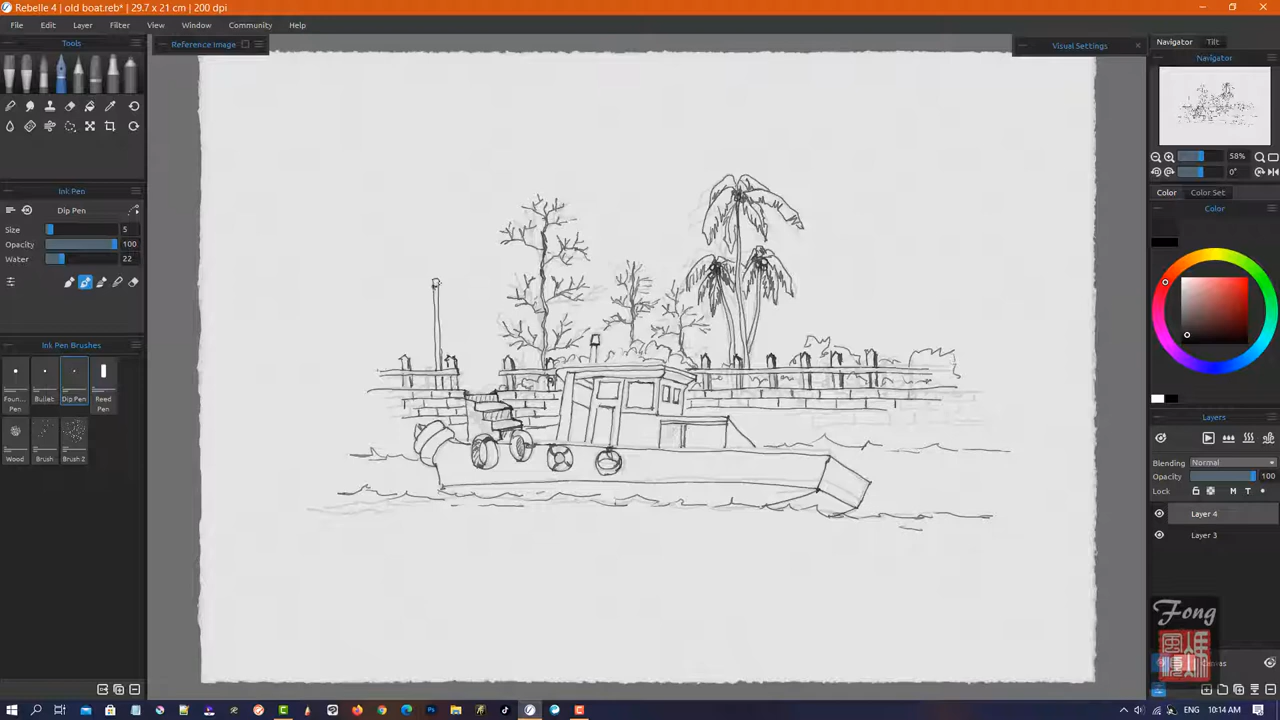 Rebelle 4 | old boat.reb* | 29.7 x 21 cm | 200 dpi
File Edit Layer Filter View Window Community Help
Tools
Reference Image
Visual Settings
Navigator Tilt
Navigator
58%
0°
Ink Pen
Dip Pen
Size 5
Opacity 100
Water 22
Color Color Set
Color
Ink Pen Brushes
Foun... Pen
Bullet
Dip Pen
Reed Pen
Wood
Brush
Brush 2
Layers
Blending Normal
Opacity 100
Lock M T
Layer 4
Layer 3
Fong
Canvas
ENG 10:14 AM